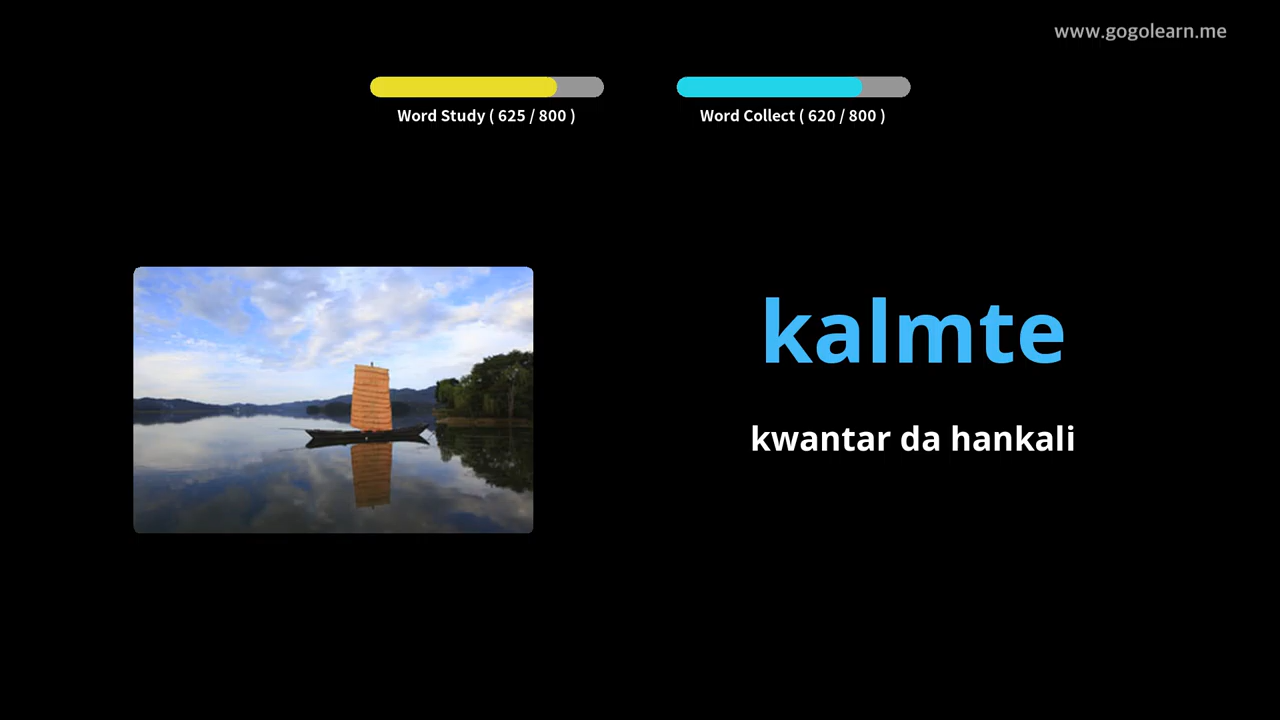 www.gogolearn.me
Word Study ( 625 / 800 )
Word Collect ( 620 / 800 )
kalmte
kwantar da hankali